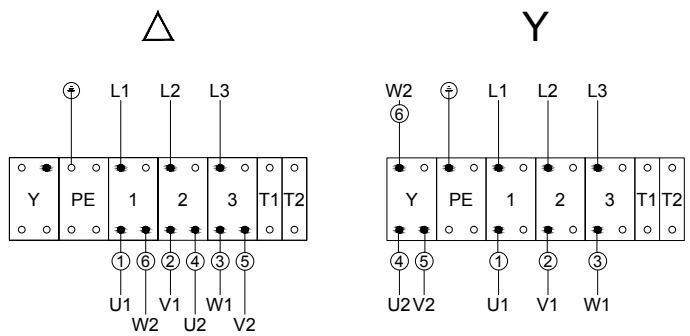 Δ Y
L1 L2 L3 W2 L1 L2 L3
6
Y PE 1 2 3 T1 T2 Y PE 1 2 3 T1 T2
1 6 2 4 3 5 4 5 1 2 3
U1 V1 W1 U2 V2 U1 V1 W1
W2 U2 V2